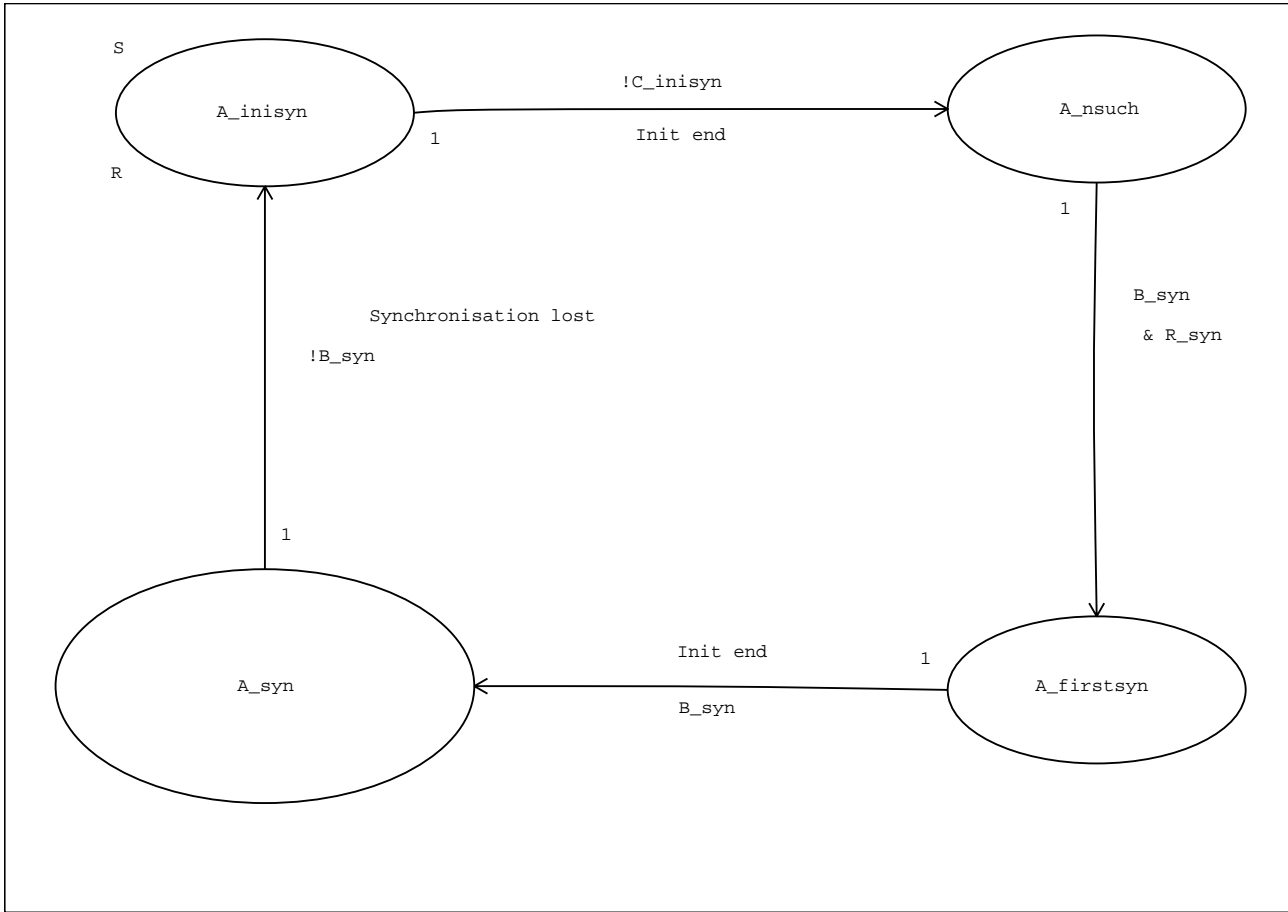 S
!C_inisyn
A_inisyn
A_nsuch
1
Init end
R
1
B_syn
Synchronisation lost
& R_syn
!B_syn
1
Init end
1
A_syn
A_firstsyn
B_syn